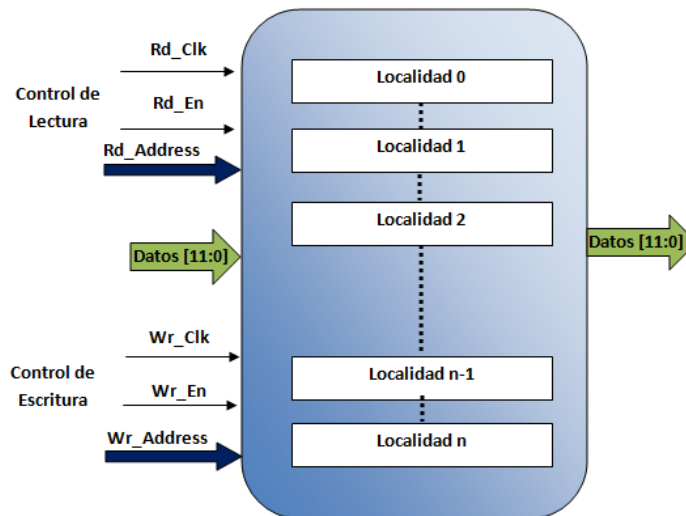 Rd_Clk
Control de
Lectura
Rd_En
Rd_Address
Datos [11:0]
Wr_Clk
Control de
Escritura
Wr_En
Wr_Address
Localidad 0
Localidad 1
Localidad 2
Localidad n-1
Localidad n
Datos [11:0]